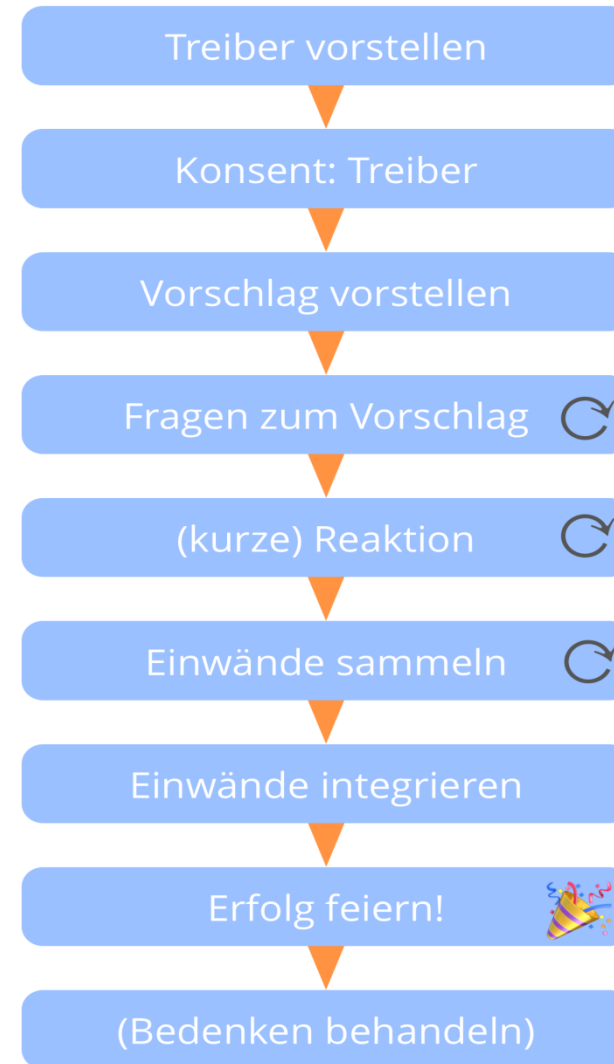 Treiber vorstellen
Konsent: Treiber
Vorschlag vorstellen
Fragen zum Vorschlag
(kurze) Reaktion
Einwände sammeln
Einwände integrieren
Erfolg feiern!
(Bedenken behandeln)